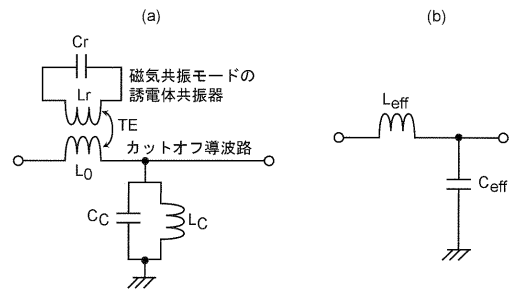 (a)
(b)
Cr
磁気共振モードの
誘電体共振器
Lr
TE
カットオフ導波路
L0
CC
LC
Leff
Ceff